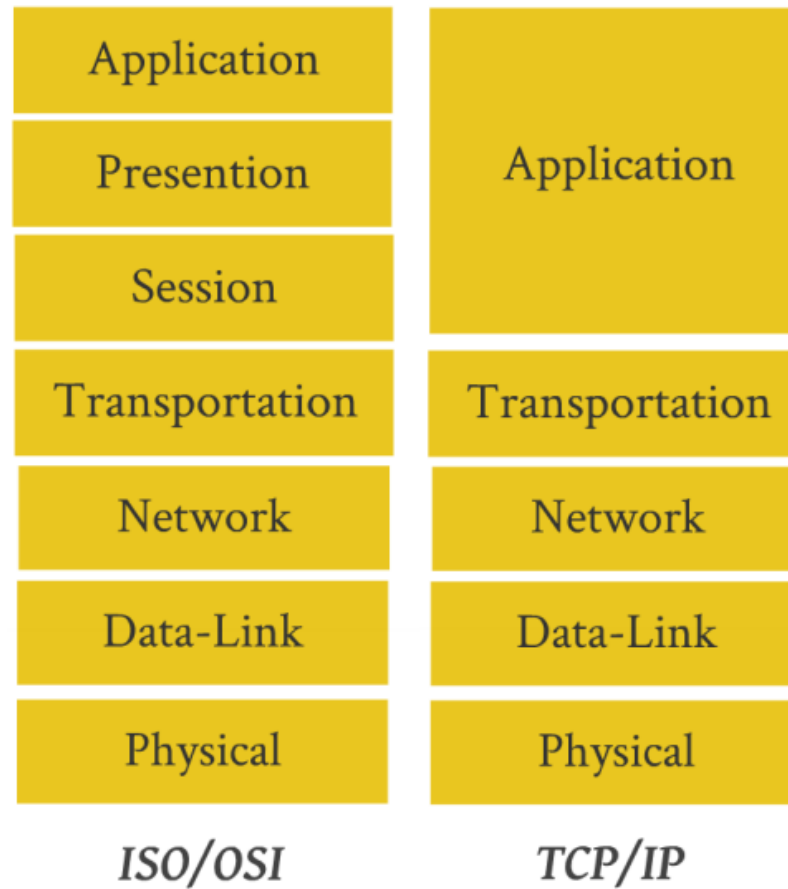 Application
Presention
Session
Transportation
Network
Data-Link
Physical
ISO/OSI
Application
Transportation
Network
Data-Link
Physical
TCP/IP